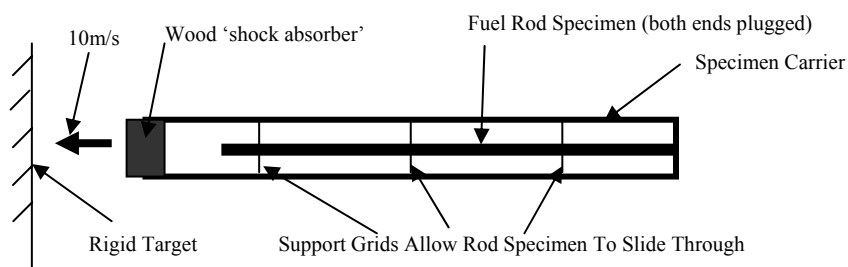 Fuel Rod Specimen (both ends plugged)
10m/s
Wood ‘shock absorber’
Specimen Carrier
Rigid Target
Support Grids Allow Rod Specimen To Slide Through